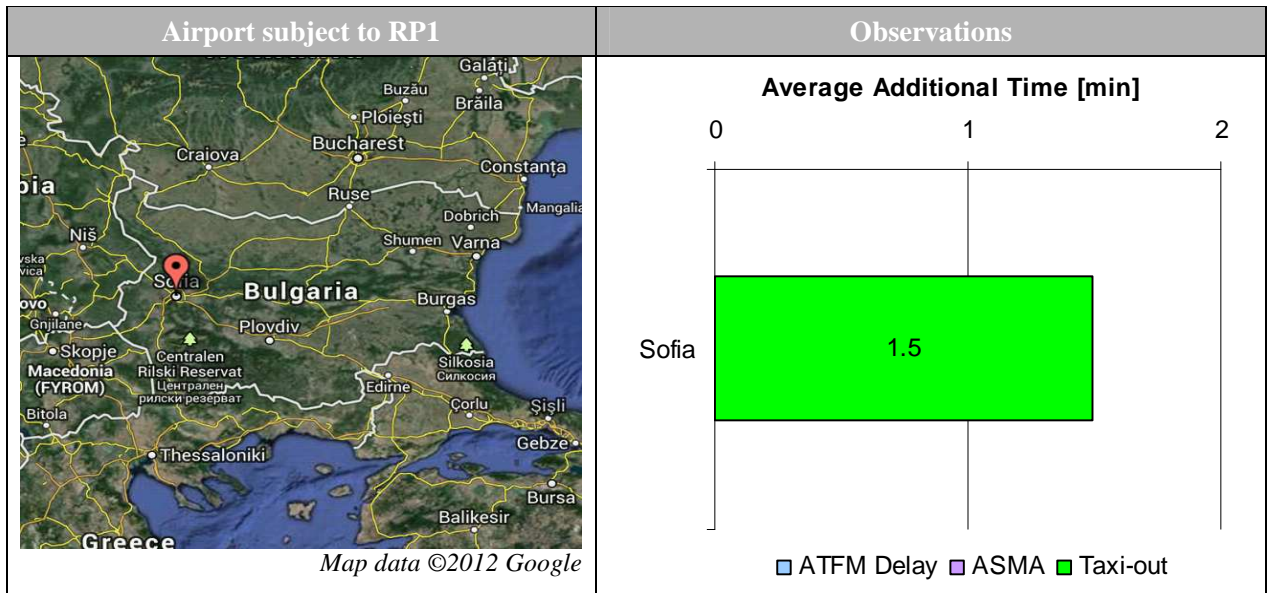 Airport subject to RP1
Observations
Galáți
Buzău
Brăila
Ploiești
Bucharest
Craiova
Constanța
Ruse
Mangalia
Dobrich
Niš
Shumen
Varna
Sofia
Bulgaria
Burgas
Gnjilane
Plovdiv
Skopje
Macedonia
(FYROM)
Centralen
Rilski Reservat
Централен
рилски резерват
Silkosia
Силкосия
Edirne
Bitola
Çorlu
Şişli
Gebze
Thessaloniki
Bursa
Balikesir
Greece
Map data ©2012 Google
Average Additional Time [min]
0 1 2
Sofia
1.5
ATFM Delay ASMA Taxi-out